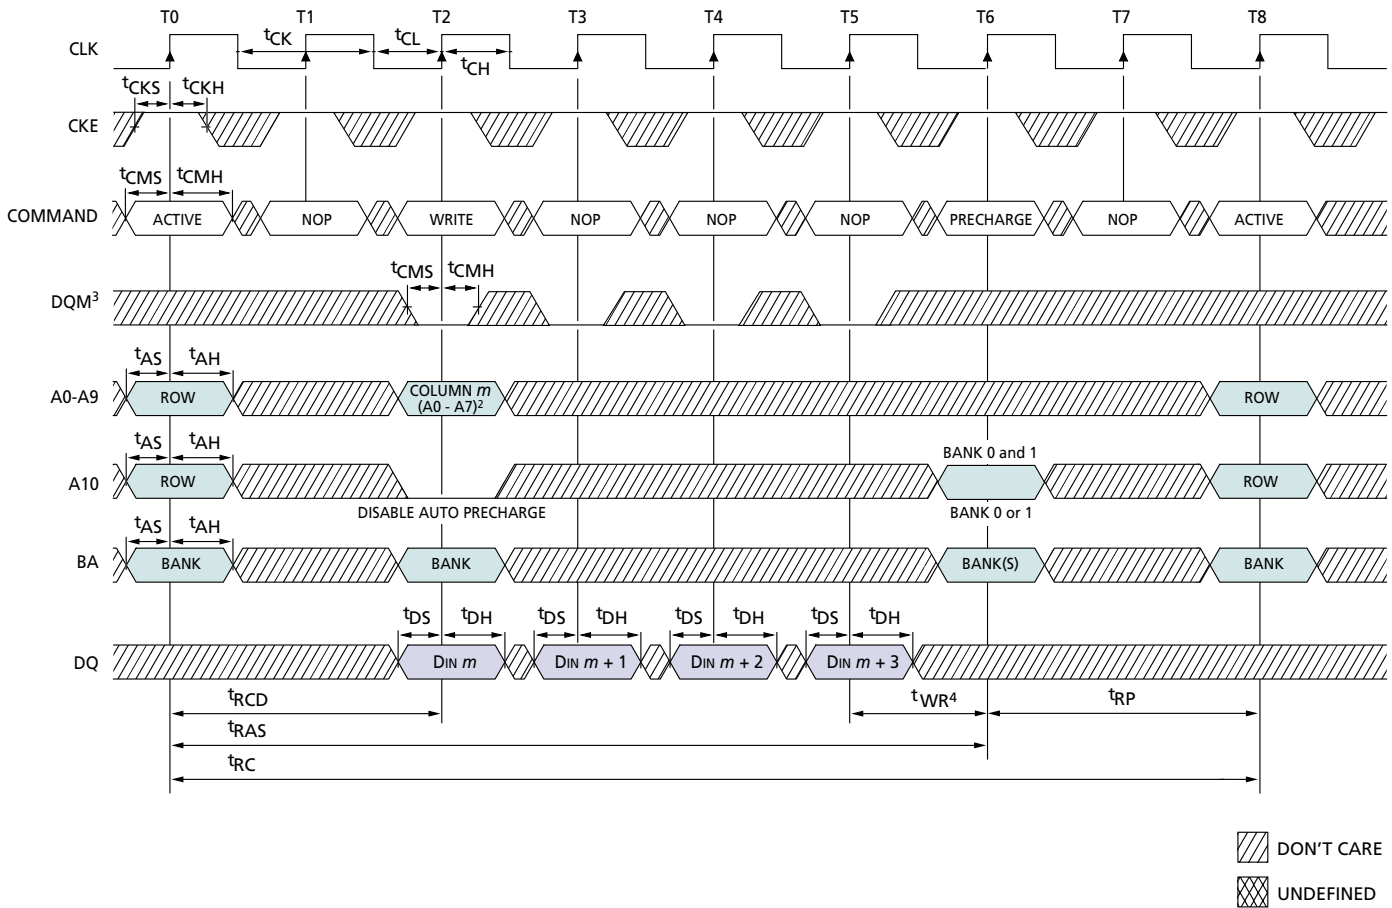 T0 T1 T2 T3 T4 T5 T6 T7 T8
CLK
tCK tCL
tCH
tCKS tCKH
CKE
tCMS tCMH
COMMAND ACTIVE NOP WRITE NOP NOP NOP PRECHARGE NOP ACTIVE
tCMS tCMH
DQM3
tAS tAH
A0-A9 ROW COLUMN m ROW
(A0 - A7)2
tAS tAH
BANK 0 and 1
A10 ROW ROW
DISABLE AUTO PRECHARGE BANK 0 or 1
tAS tAH
BA BANK BANK BANK(S) BANK
tDS tDH tDS tDH tDS tDH tDS tDH
DQ DIN m DIN m + 1 DIN m + 2 DIN m + 3
tRCD tWR4 tRP
tRAS
tRC
DON'T CARE
UNDEFINED